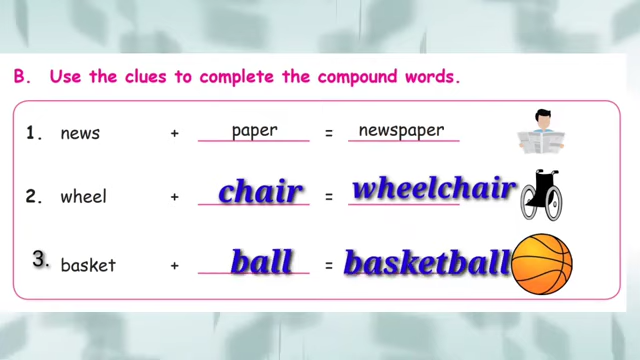 B. Use the clues to complete the compound words.
1. news + paper = newspaper
2. wheel + chair = wheelchair
3. basket + ball = basketball